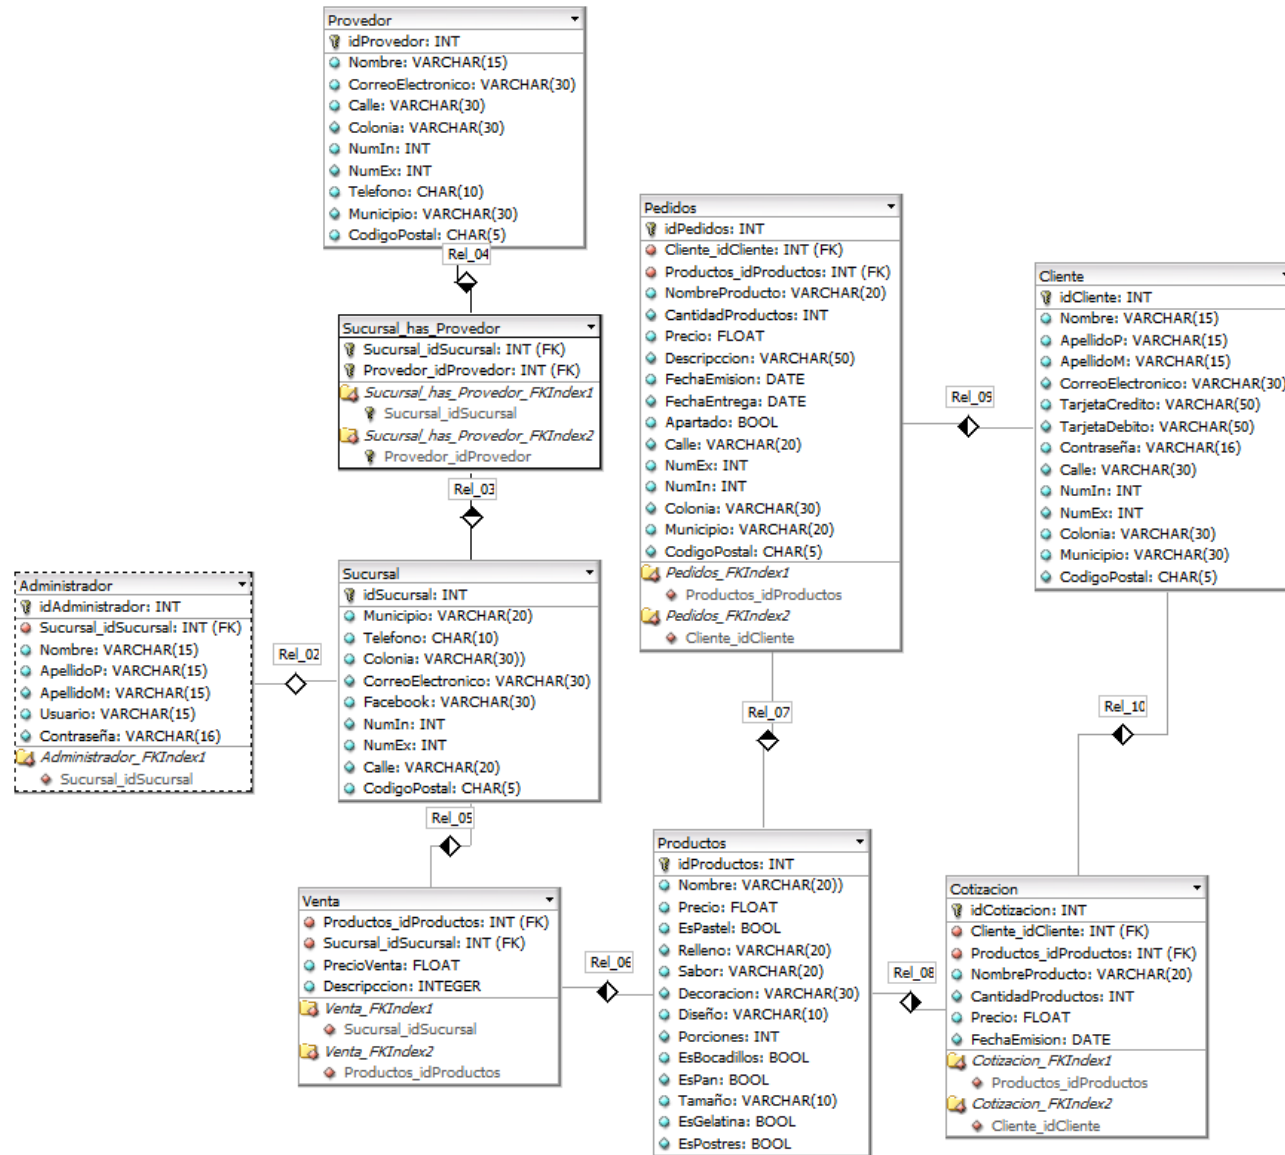 Provedor
idProvedor: INT
Nombre: VARCHAR(15)
CorreoElectronico: VARCHAR(30)
Calle: VARCHAR(30)
Colonia: VARCHAR(30)
NumIn: INT
NumEx: INT
Telefono: CHAR(10)
Municipio: VARCHAR(30)
CodigoPostal: CHAR(5)
Rel_04
Sucursal_has_Provedor
Sucursal_idSucursal: INT (FK)
Provedor_idProvedor: INT (FK)
Sucursal_has_Provedor_FKIndex1
Sucursal_idSucursal
Sucursal_has_Provedor_FKIndex2
Provedor_idProvedor
Rel_03
Administrador
idAdministrador: INT
Sucursal_idSucursal: INT (FK)
Nombre: VARCHAR(15)
ApellidoP: VARCHAR(15)
ApellidoM: VARCHAR(15)
Usuario: VARCHAR(15)
Contraseña: VARCHAR(16)
Administrador_FKIndex1
Sucursal_idSucursal
Rel_02
Sucursal
idSucursal: INT
Municipio: VARCHAR(20)
Telefono: CHAR(10)
Colonia: VARCHAR(30))
CorreoElectronico: VARCHAR(30)
Facebook: VARCHAR(30)
NumIn: INT
NumEx: INT
Calle: VARCHAR(20)
CodigoPostal: CHAR(5)
Rel_05
Venta
Productos_idProductos: INT (FK)
Sucursal_idSucursal: INT (FK)
PrecioVenta: FLOAT
Descripccion: INTEGER
Venta_FKIndex1
Sucursal_idSucursal
Venta_FKIndex2
Productos_idProductos
Rel_06
Pedidos
idPedidos: INT
Cliente_idCliente: INT (FK)
Productos_idProductos: INT (FK)
NombreProducto: VARCHAR(20)
CantidadProductos: INT
Precio: FLOAT
Descripccion: VARCHAR(50)
FechaEmision: DATE
FechaEntrega: DATE
Apartado: BOOL
Calle: VARCHAR(20)
NumEx: INT
NumIn: INT
Colonia: VARCHAR(30)
Municipio: VARCHAR(20)
CodigoPostal: CHAR(5)
Pedidos_FKIndex1
Productos_idProductos
Pedidos_FKIndex2
Cliente_idCliente
Rel_09
Cliente
idCliente: INT
Nombre: VARCHAR(15)
ApellidoP: VARCHAR(15)
ApellidoM: VARCHAR(15)
CorreoElectronico: VARCHAR(30)
TarjetaCredito: VARCHAR(50)
TarjetaDebito: VARCHAR(50)
Contraseña: VARCHAR(16)
Calle: VARCHAR(30)
NumIn: INT
NumEx: INT
Colonia: VARCHAR(30)
Municipio: VARCHAR(30)
CodigoPostal: CHAR(5)
Rel_07
Rel_10
Productos
idProductos: INT
Nombre: VARCHAR(20))
Precio: FLOAT
EsPastel: BOOL
Relleno: VARCHAR(20)
Sabor: VARCHAR(20)
Decoracion: VARCHAR(30)
Diseño: VARCHAR(10)
Porciones: INT
EsBocadillos: BOOL
EsPan: BOOL
Tamaño: VARCHAR(10)
EsGelatina: BOOL
EsPostres: BOOL
Rel_08
Cotizacion
idCotizacion: INT
Cliente_idCliente: INT (FK)
Productos_idProductos: INT (FK)
NombreProducto: VARCHAR(20)
CantidadProductos: INT
Precio: FLOAT
FechaEmision: DATE
Cotizacion_FKIndex1
Productos_idProductos
Cotizacion_FKIndex2
Cliente_idCliente